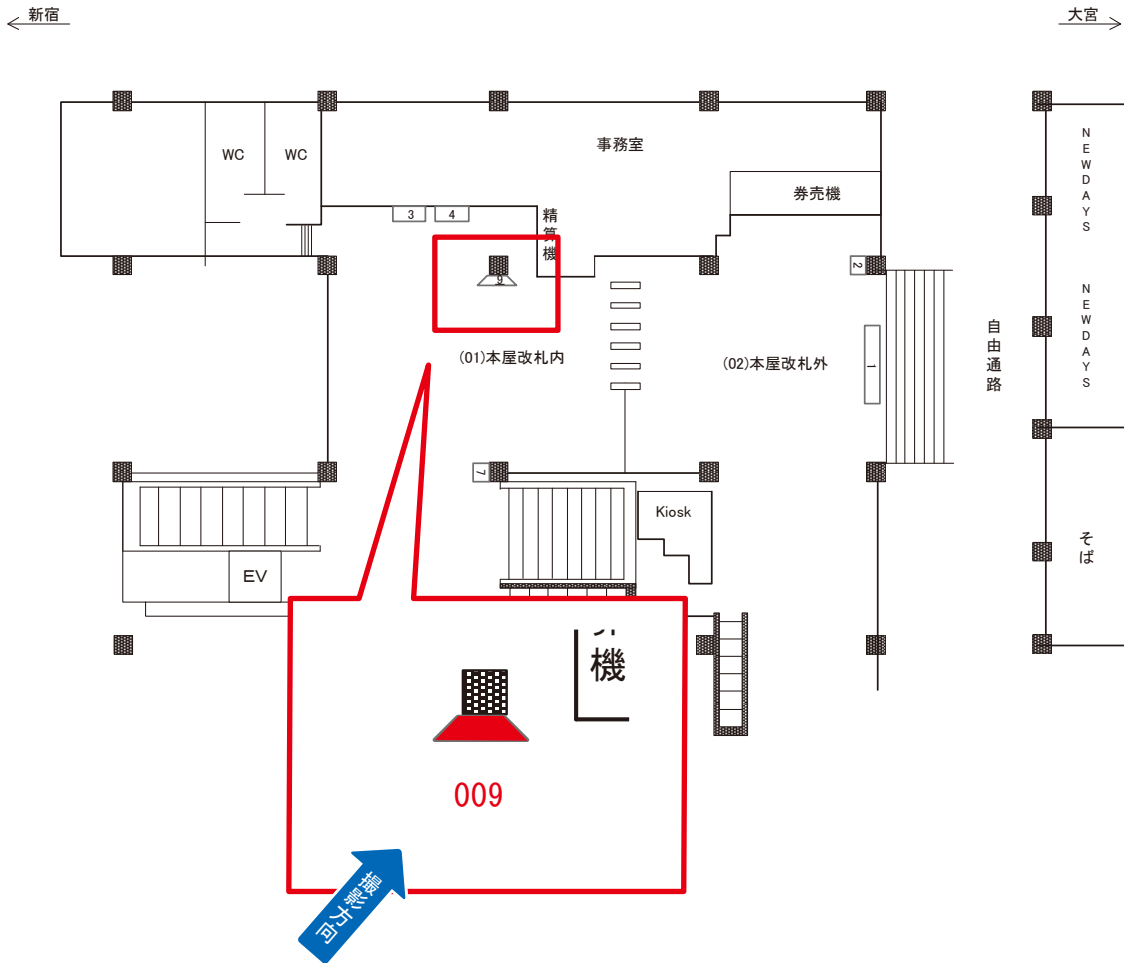 新宿
大宮
WC
WC
事務室
券売機
NEWDAYS
3
4
精算機
9
2
(01)本屋改札内
(02)本屋改札外
1
自由通路
NEWDAYS
7
Kiosk
EV
そば
機
009
撮影方向